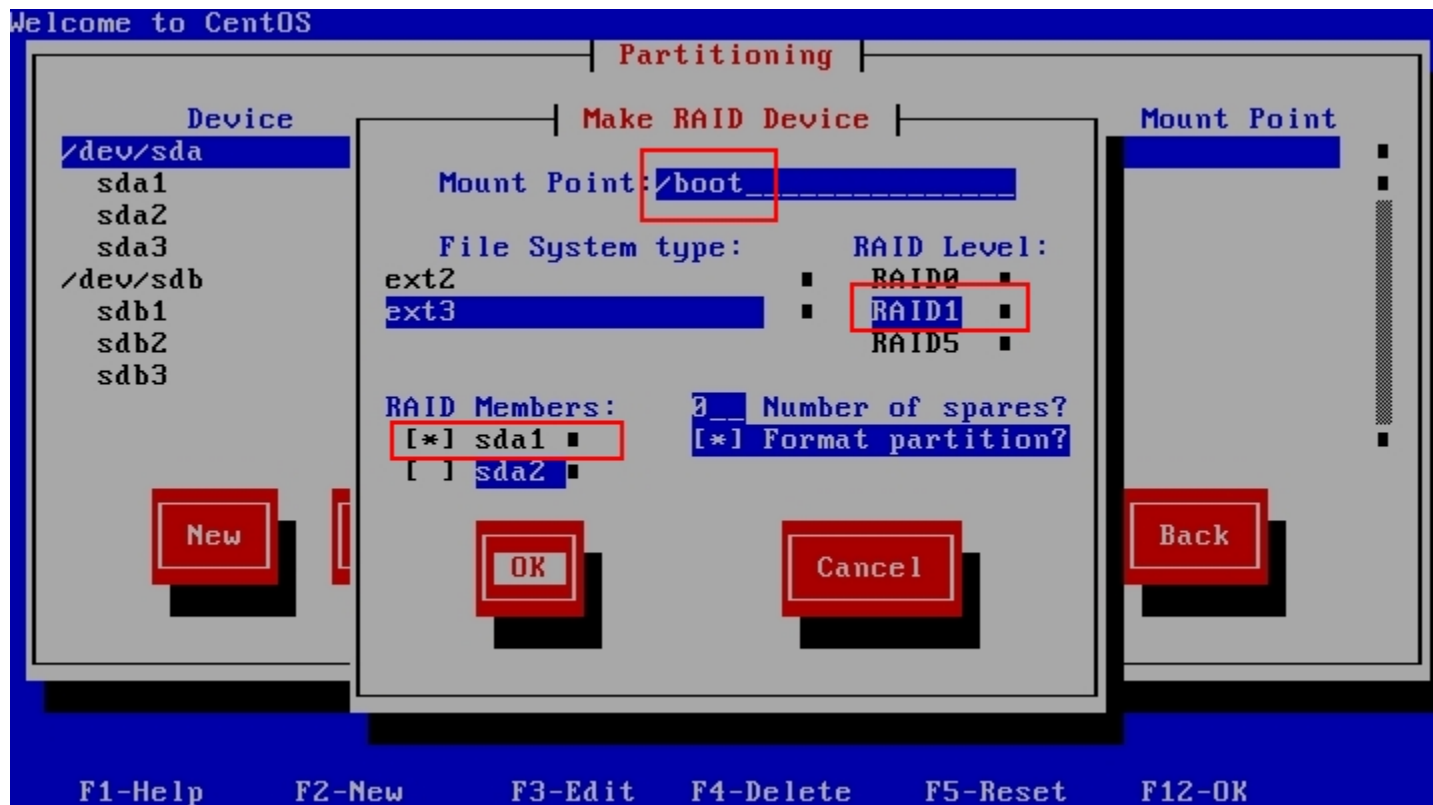 Welcome to CentOS
Partitioning
Device
Mount Point
/dev/sda
sda1
sda2
sda3
/dev/sdb
sdb1
sdb2
sdb3
Make RAID Device
Mount Point:/boot________________
File System type:
ext2
ext3
RAID Level:
RAID0
RAID1
RAID5
RAID Members:
[*] sda1
[ ] sda2
0__ Number of spares?
[*] Format partition?
New
OK
Cancel
Back
F1-Help F2-New F3-Edit F4-Delete F5-Reset F12-OK